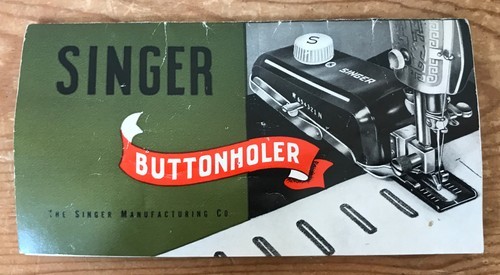 SINGER
BUTTONHOLER
THE SINGER MANUFACTURING CO
S
SINGER